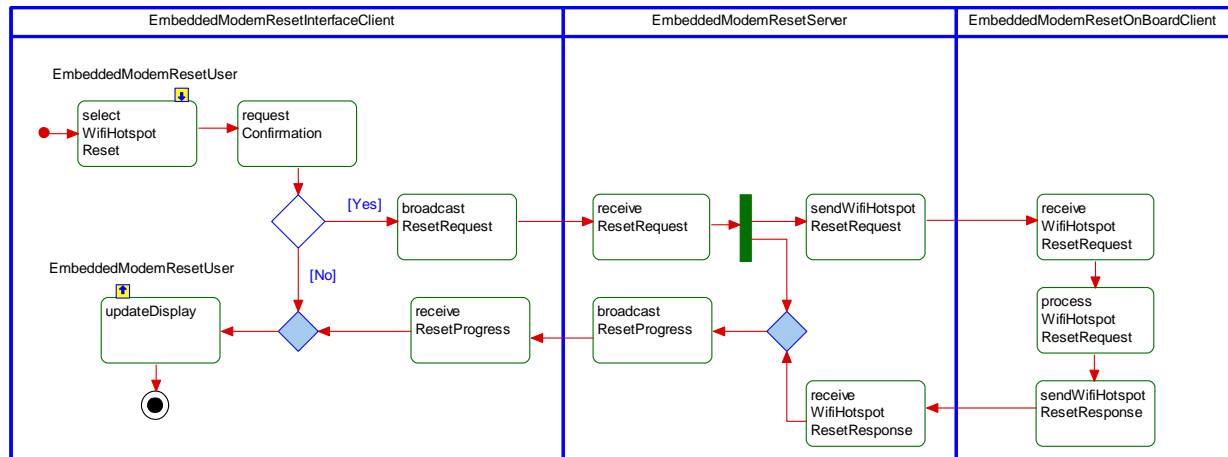 EmbeddedModemResetInterfaceClient
EmbeddedModemResetServer
EmbeddedModemResetOnBoardClient
EmbeddedModemResetUser
select
WifiHotspot
Reset
request
Confirmation
[Yes]
broadcast
ResetRequest
receive
ResetRequest
sendWifiHotspot
ResetRequest
receive
WifiHotspot
ResetRequest
[No]
EmbeddedModemResetUser
updateDisplay
receive
ResetProgress
broadcast
ResetProgress
process
WifiHotspot
ResetRequest
receive
WifiHotspot
ResetResponse
sendWifiHotspot
ResetResponse